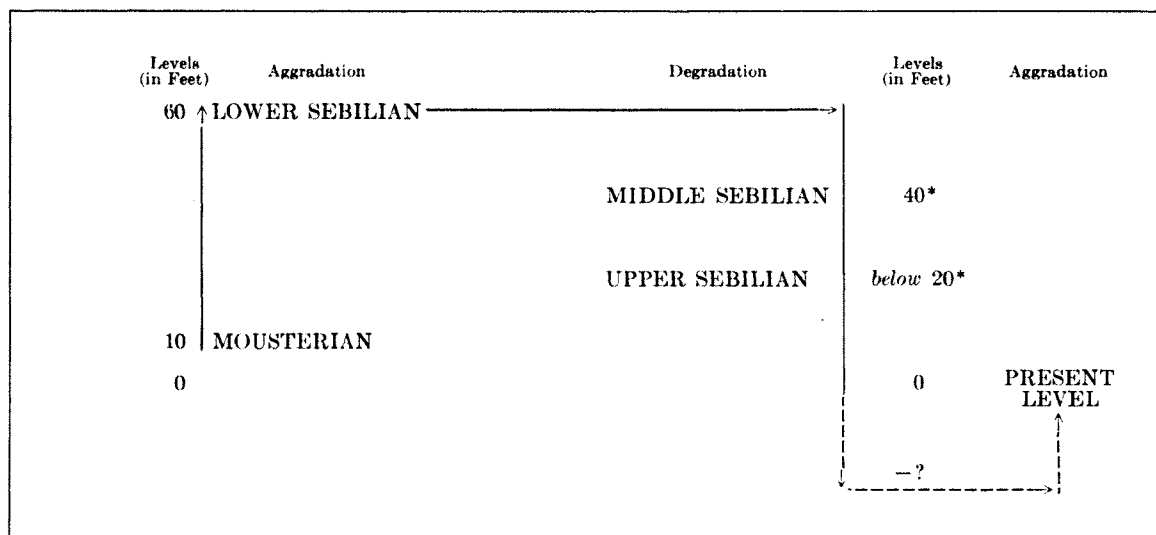 Levels
(in Feet)
Aggradation
Degradation
Levels
(in Feet)
Aggradation
60
LOWER SEBILIAN
MIDDLE SEBILIAN
40*
UPPER SEBILIAN
below 20*
10
MOUSTERIAN
0
0
PRESENT
LEVEL
—?